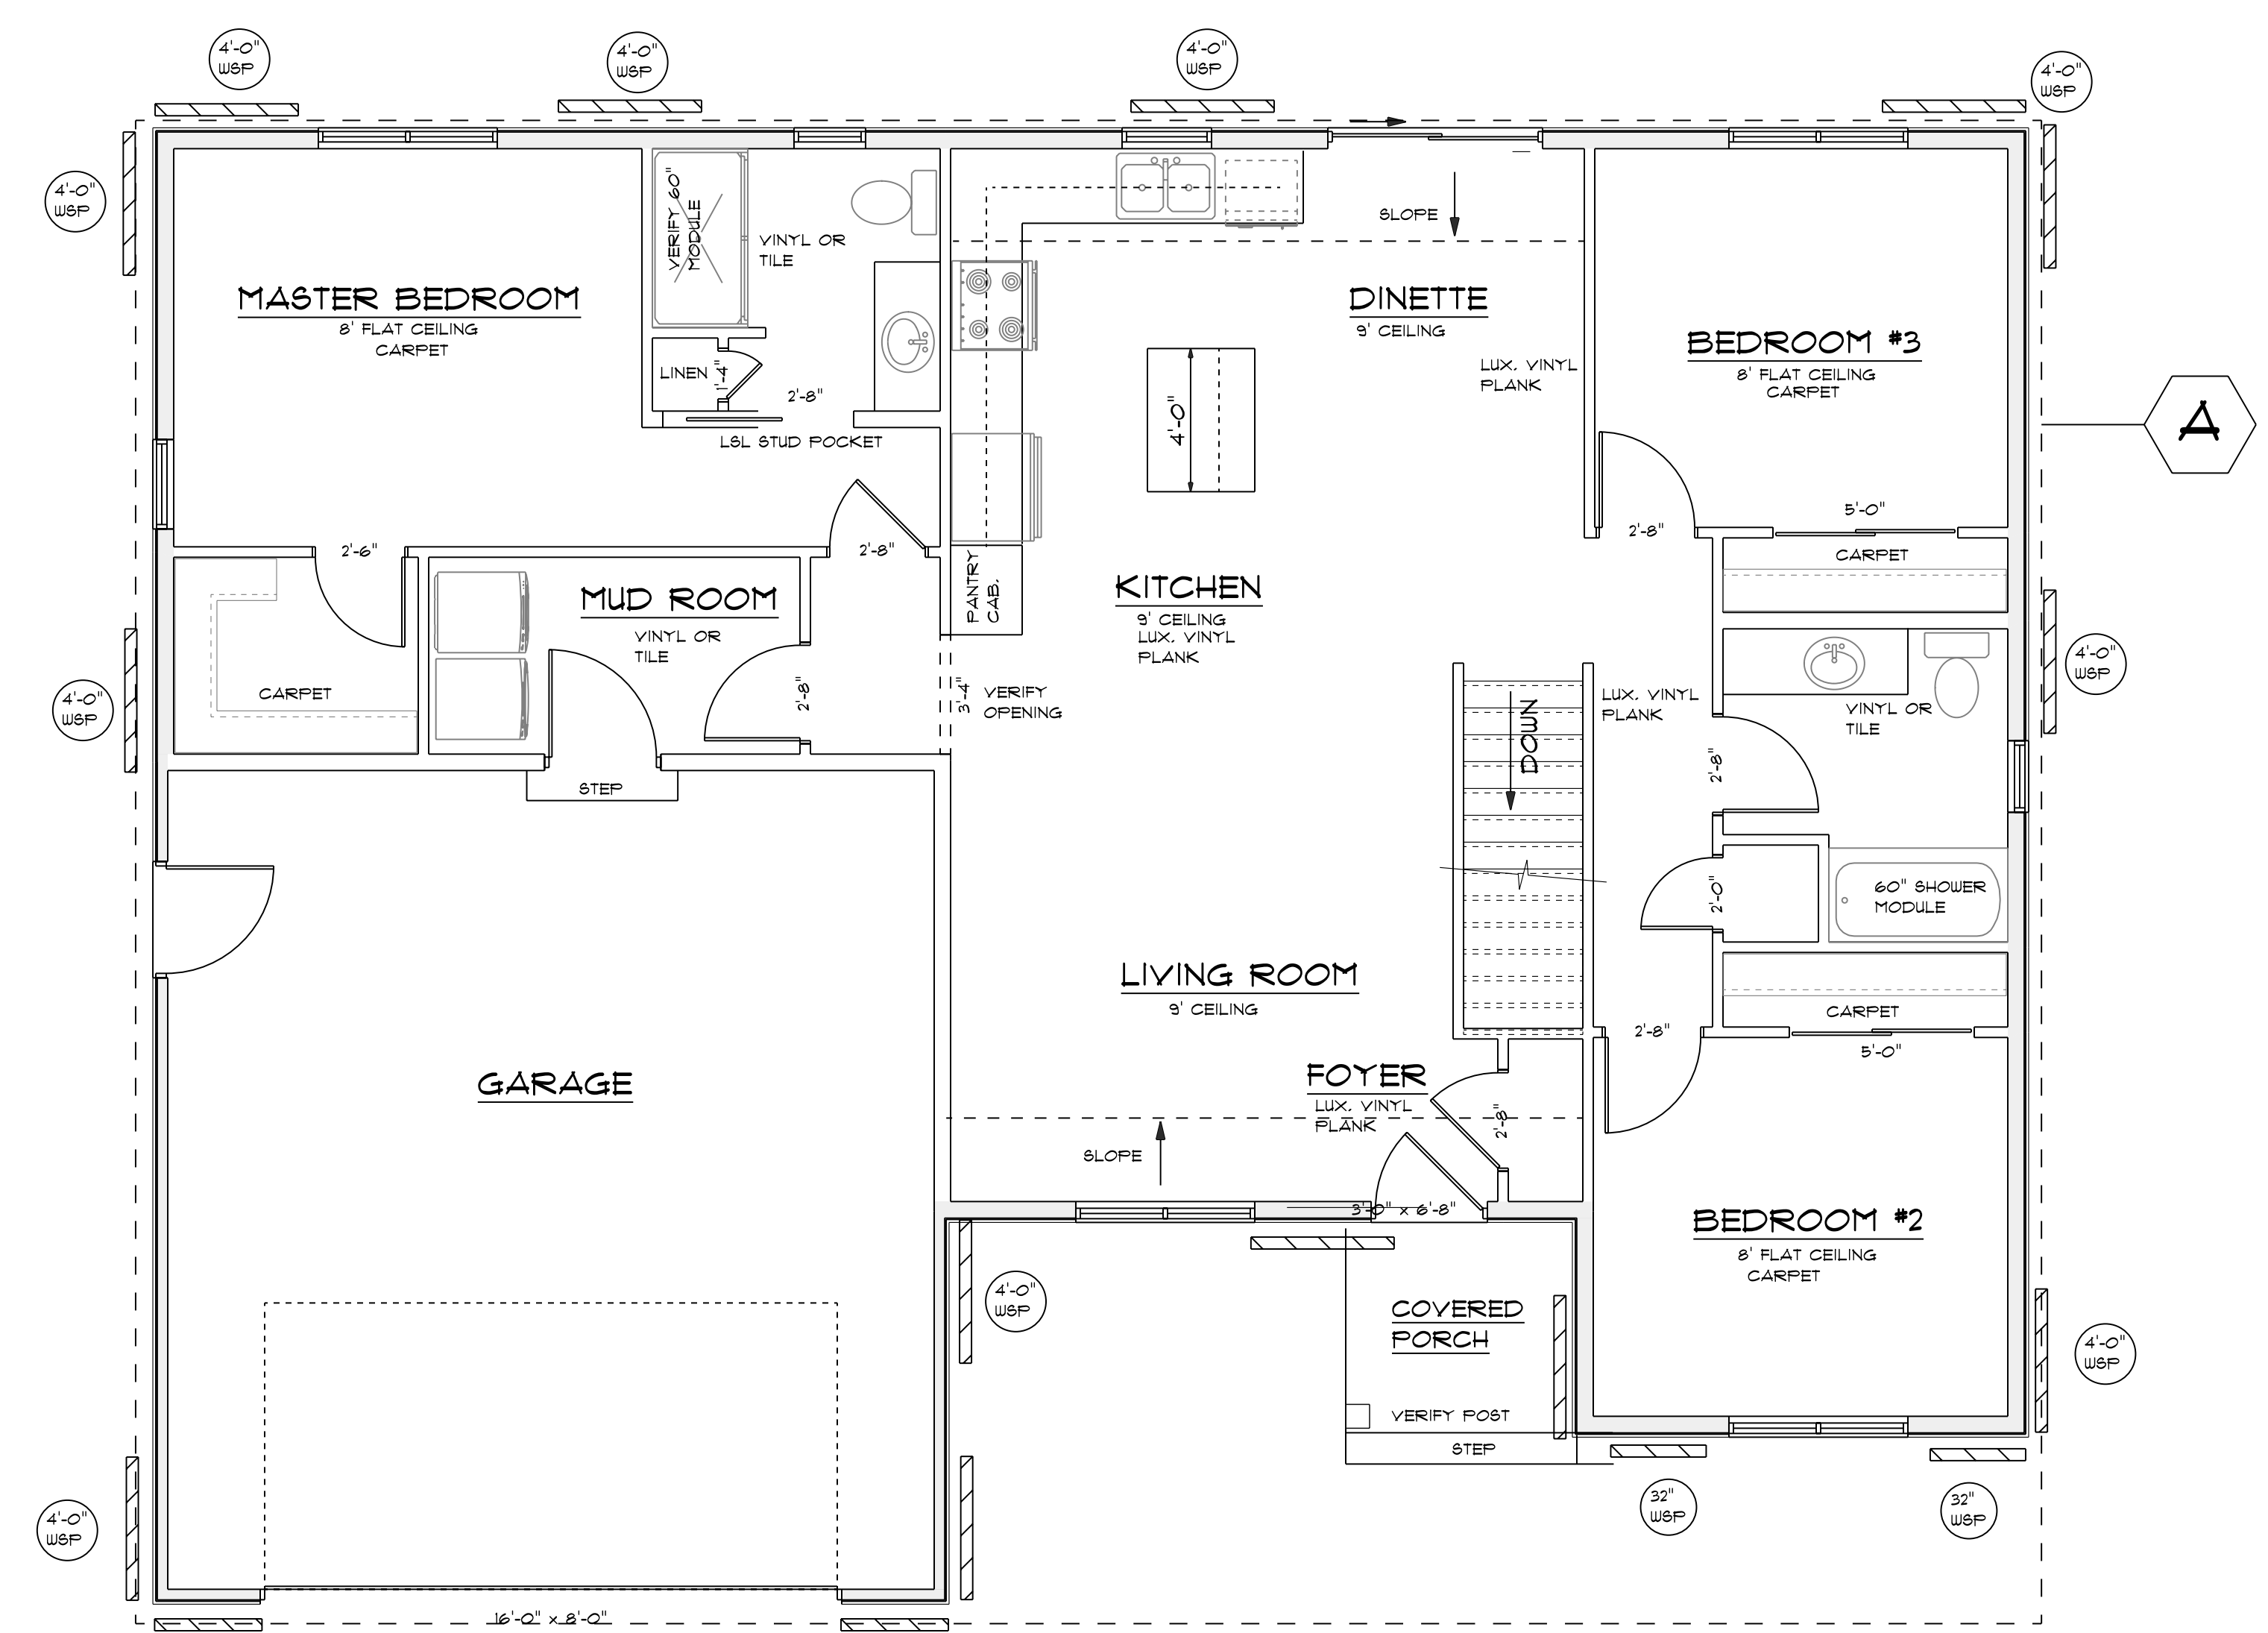 4'-0"
WSP
4'-0"
WSP
4'-0"
WSP
4'-0"
WSP
4'-0"
WSP
VERIFY 60"
MODULE
VINYL OR
TILE
SLOPE
MASTER BEDROOM
8' FLAT CEILING
CARPET
DINETTE
9' CEILING
BEDROOM #3
8' FLAT CEILING
CARPET
LUX. VINYL
PLANK
LINEN
1'-4"
2'-8"
4'-0"
A
LSL STUD POCKET
5'-0"
2'-8"
2'-6"
2'-8"
CARPET
PANTRY
CAB.
MUD ROOM
VINYL OR
TILE
KITCHEN
9' CEILING
LUX. VINYL
PLANK
4'-0"
WSP
CARPET
2'-8"
3'-4"
VERIFY
OPENING
DOWN
LUX. VINYL
PLANK
VINYL OR
TILE
4'-0"
WSP
2'-8"
STEP
2'-0"
60" SHOWER
MODULE
LIVING ROOM
9' CEILING
CARPET
2'-8"
5'-0"
GARAGE
FOYER
LUX. VINYL
PLANK
2'-8"
SLOPE
3'-0" x 6'-8"
BEDROOM #2
8' FLAT CEILING
CARPET
4'-0"
WSP
COVERED
PORCH
4'-0"
WSP
VERIFY POST
STEP
4'-0"
WSP
32"
WSP
32"
WSP
16'-0" x 8'-0"